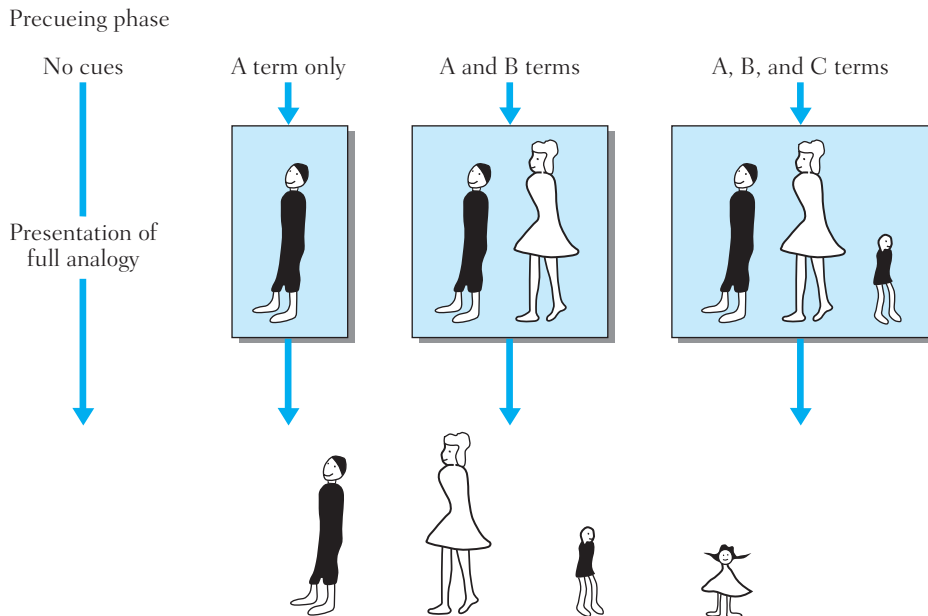 Precueing phase
No cues
A term only
A and B terms
A, B, and C terms
Presentation of
full analogy